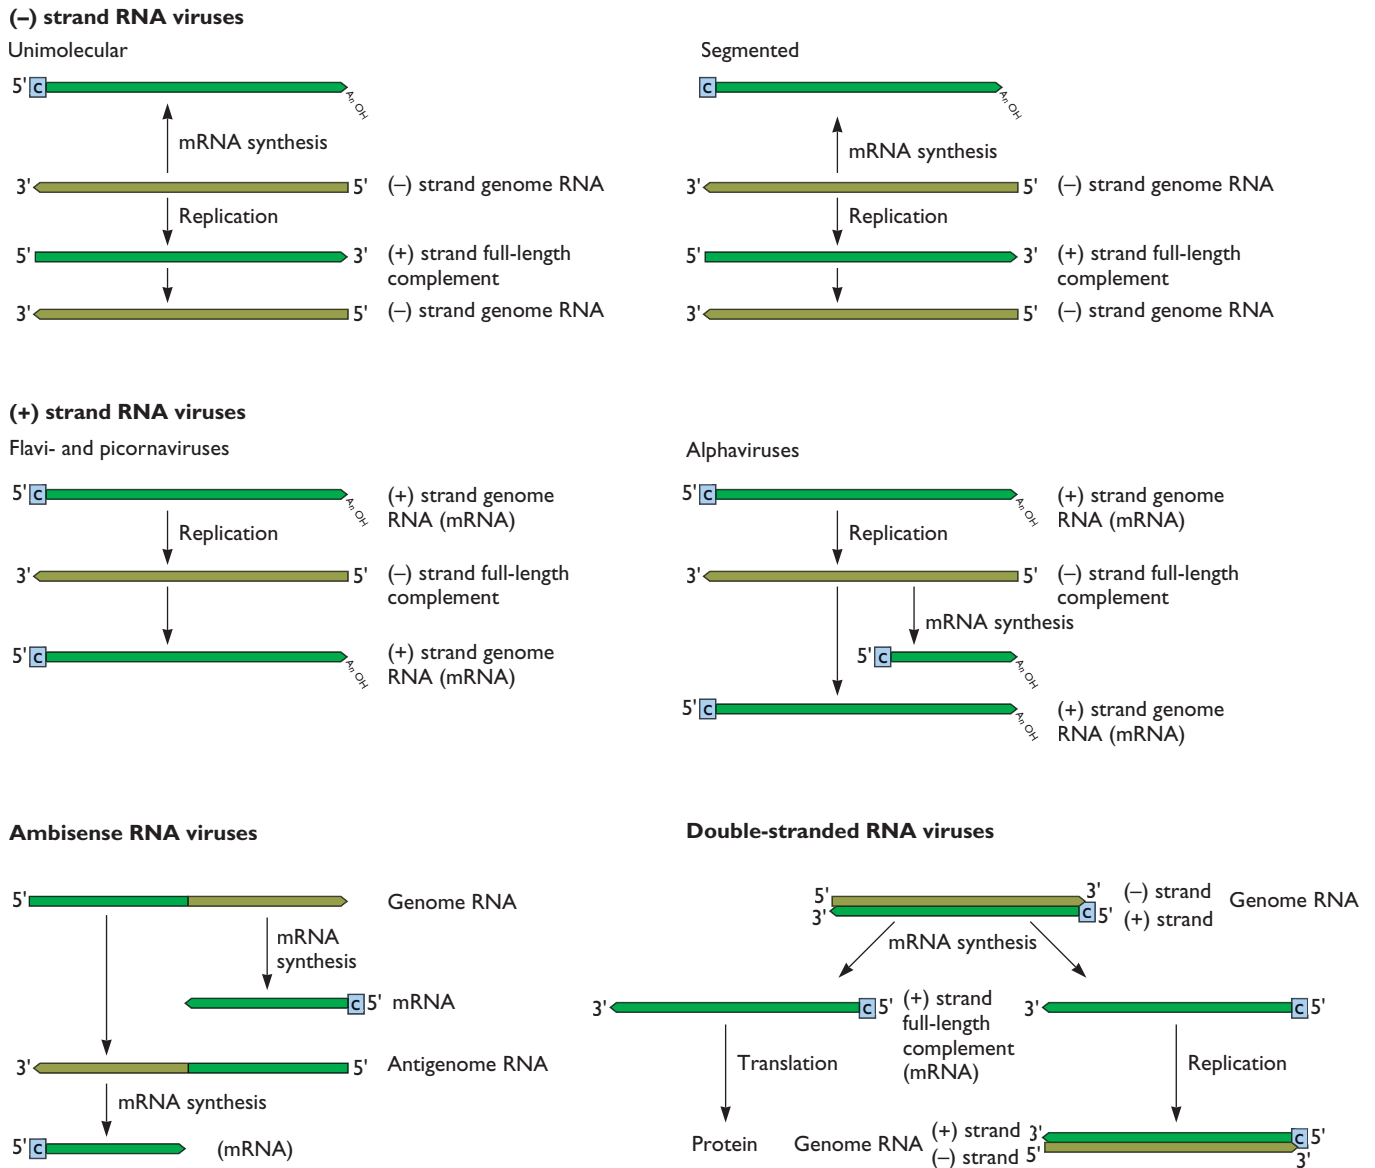 (–) strand RNA viruses
Unimolecular
Segmented
5' C An OH
C An OH
mRNA synthesis
mRNA synthesis
3' 5' (–) strand genome RNA
3' 5' (–) strand genome RNA
Replication
Replication
5' 3' (+) strand full-length
complement
5' 3' (+) strand full-length
complement
3' 5' (–) strand genome RNA
3' 5' (–) strand genome RNA
(+) strand RNA viruses
Flavi- and picornaviruses
5' C An OH (+) strand genome
RNA (mRNA)
Replication
3' 5' (–) strand full-length
complement
5' C An OH (+) strand genome
RNA (mRNA)
Alphaviruses
5' C An OH (+) strand genome
RNA (mRNA)
Replication
3' 5' (–) strand full-length
complement
mRNA synthesis
5' C An OH
5' C An OH (+) strand genome
RNA (mRNA)
Ambisense RNA viruses
5' Genome RNA
mRNA
synthesis
C 5' mRNA
3' 5' Antigenome RNA
mRNA synthesis
5' C (mRNA)
Double-stranded RNA viruses
5' 3' (–) strand
3' C 5' (+) strand
Genome RNA
mRNA synthesis
3' C 5' (+) strand
full-length
complement
(mRNA)
3' C 5'
Translation
Replication
Protein
Genome RNA
(+) strand 3' C 5'
(–) strand 5' 3'